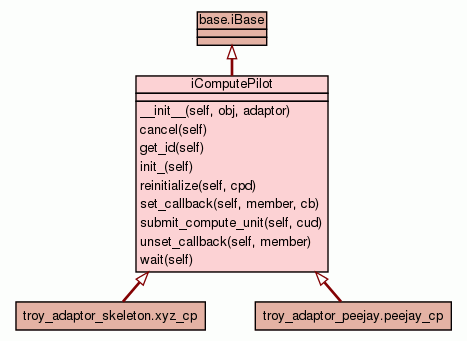 base.iBase
iComputePilot
__init__(self, obj, adaptor)
cancel(self)
get_id(self)
init_(self)
reinitialize(self, cpd)
set_callback(self, member, cb)
submit_compute_unit(self, cud)
unset_callback(self, member)
wait(self)
troy_adaptor_skeleton.xyz_cp
troy_adaptor_peejay.peejay_cp